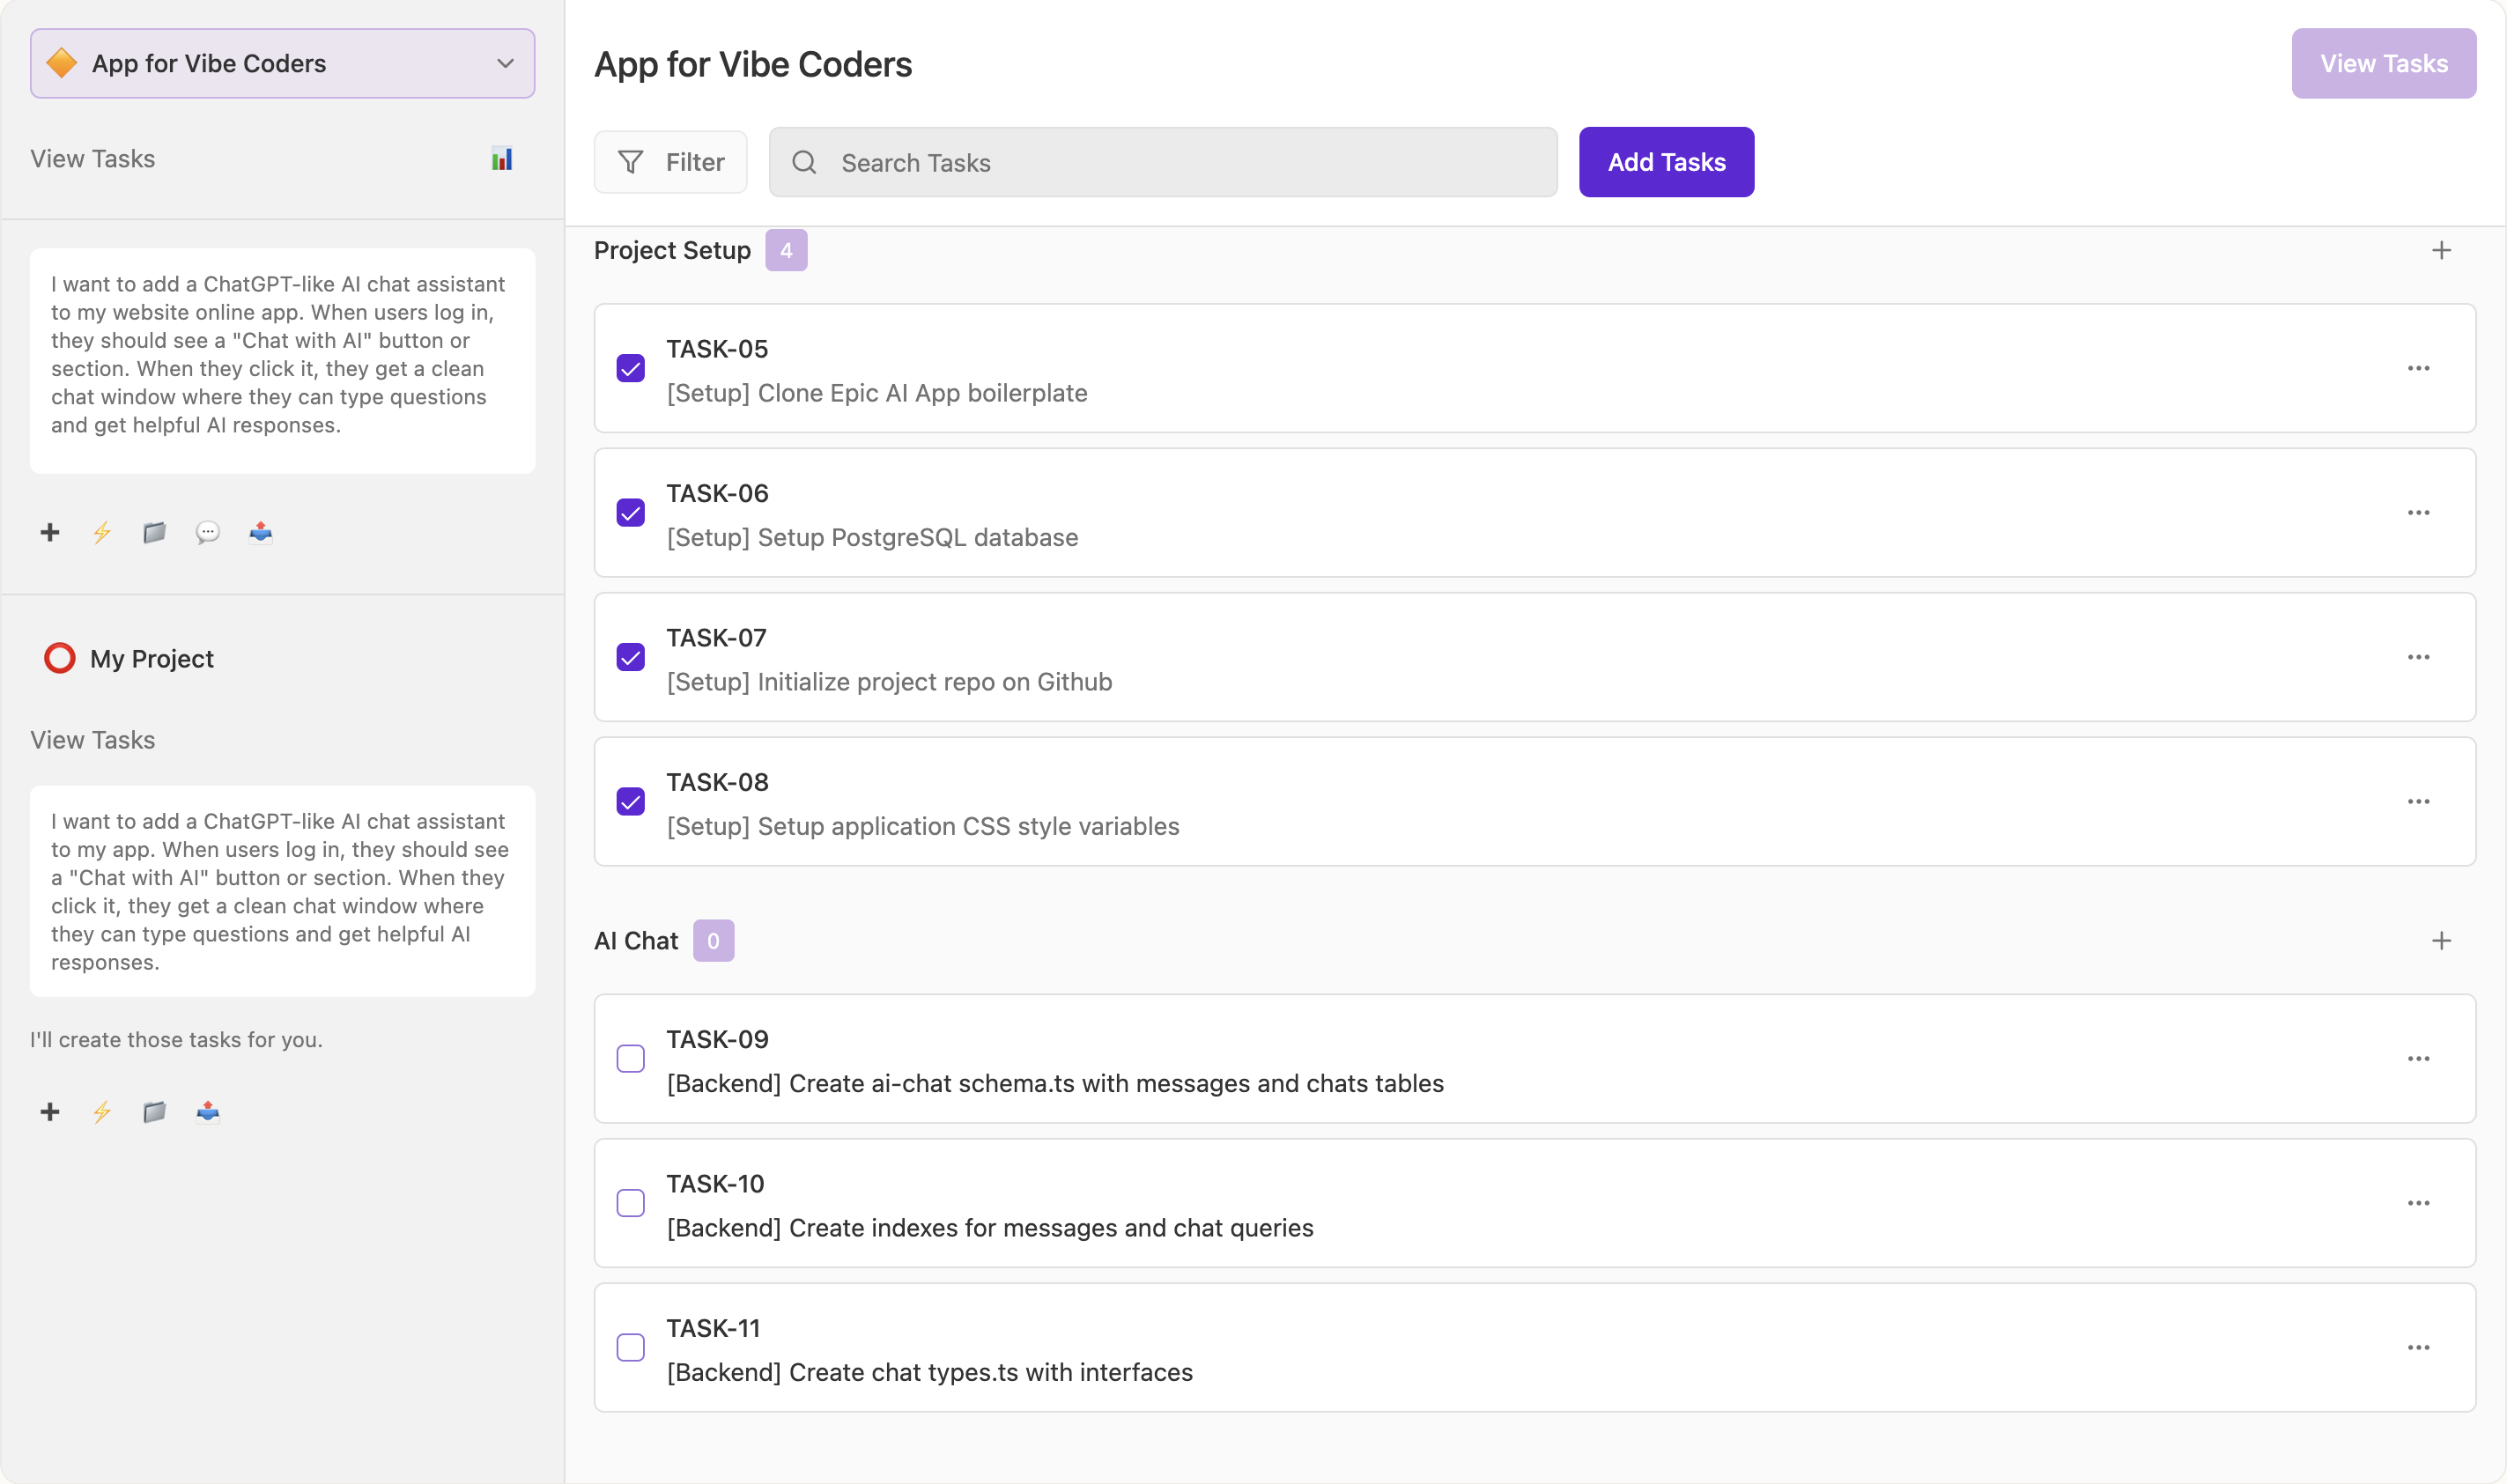 App for Vibe Coders
View Tasks
I want to add a ChatGPT-like AI chat assistant
to my website online app. When users log in,
they should see a "Chat with AI" button or
section. When they click it, they get a clean
chat window where they can type questions
and get helpful AI responses.
My Project
View Tasks
I want to add a ChatGPT-like AI chat assistant
to my app. When users log in, they should see
a "Chat with AI" button or section. When they
click it, they get a clean chat window where
they can type questions and get helpful AI
responses.
I'll create those tasks for you.
App for Vibe Coders
View Tasks
Filter
Search Tasks
Add Tasks
Project Setup 4
TASK-05
[Setup] Clone Epic AI App boilerplate
TASK-06
[Setup] Setup PostgreSQL database
TASK-07
[Setup] Initialize project repo on Github
TASK-08
[Setup] Setup application CSS style variables
AI Chat 0
TASK-09
[Backend] Create ai-chat schema.ts with messages and chats tables
TASK-10
[Backend] Create indexes for messages and chat queries
TASK-11
[Backend] Create chat types.ts with interfaces